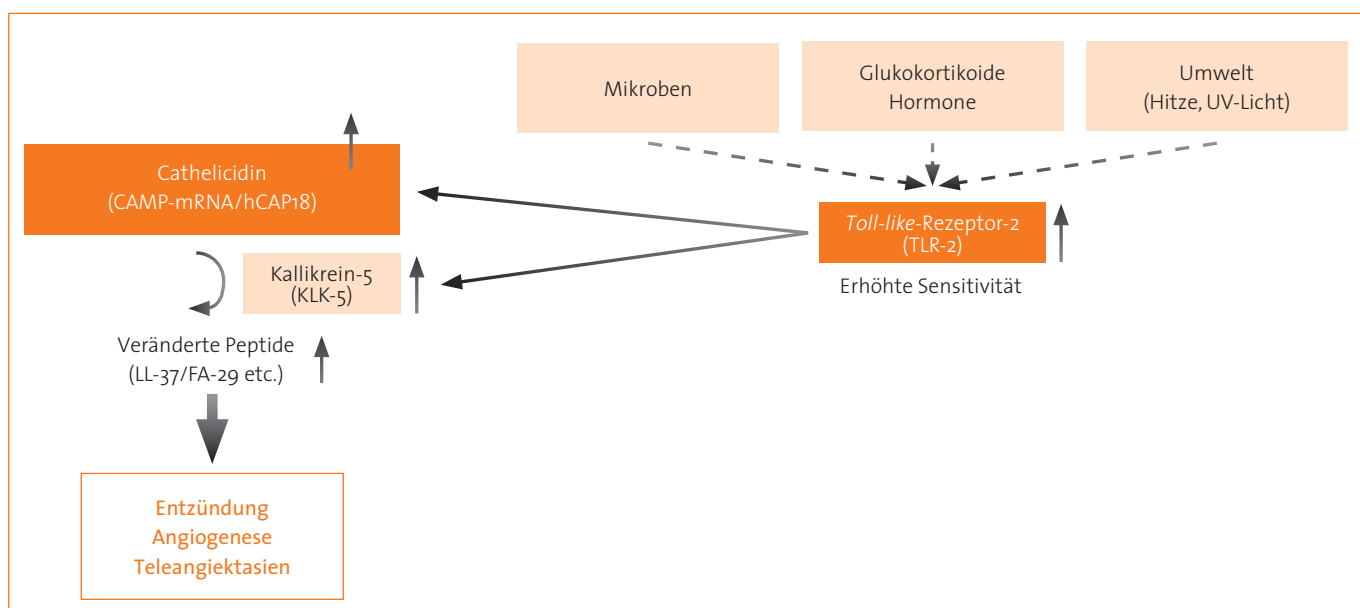 Mikroben
Glukokortikoide
Hormone
Umwelt
(Hitze, UV-Licht)
Cathelicidin
(CAMP-mRNA/hCAP18)
Toll-like-Rezeptor-2
(TLR-2)
Erhöhte Sensitivität
Kallikrein-5
(KLK-5)
Veränderte Peptide
(LL-37/FA-29 etc.)
Entzündung
Angiogenese
Teleangiektasien